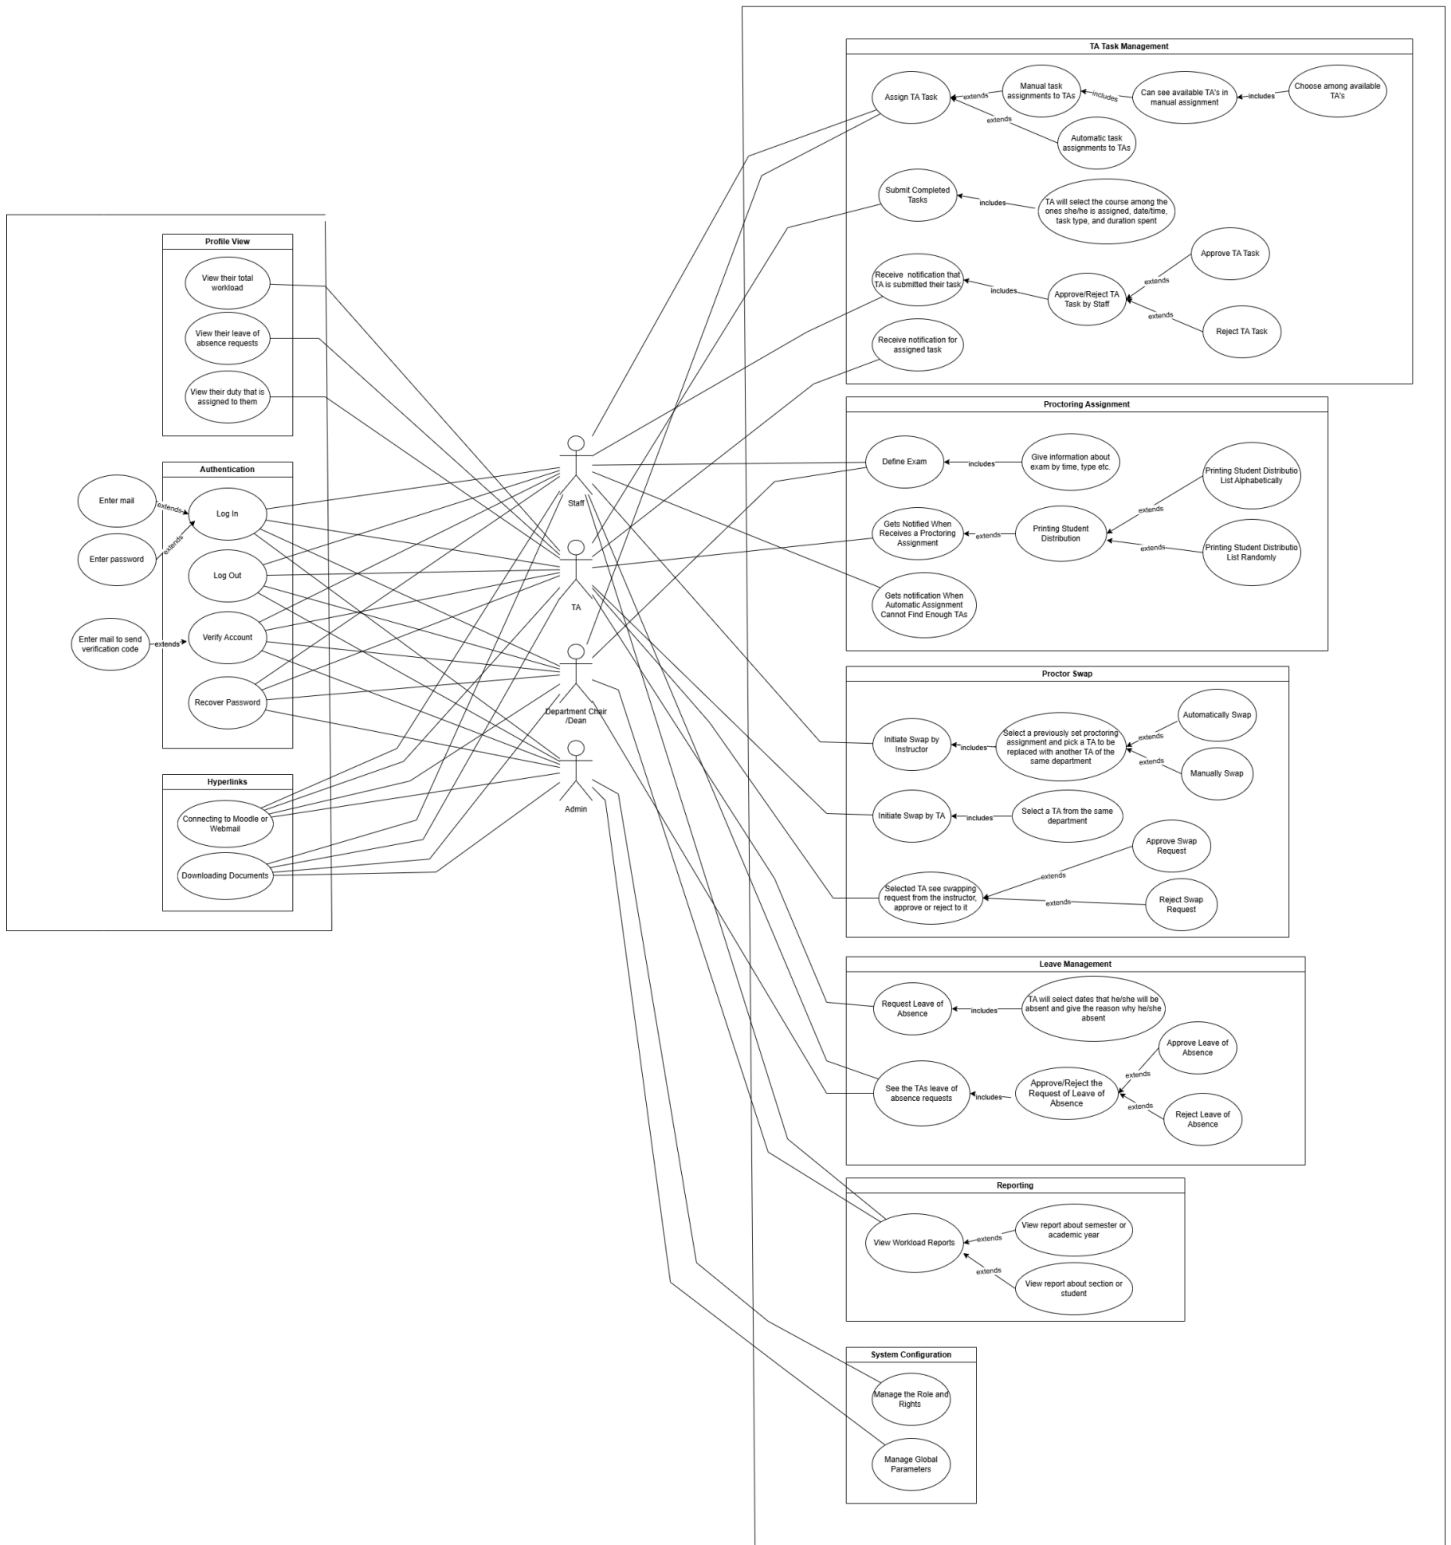 TA Task Management
Assign TA Task
extends
Manual task
assignments to TAs
includes
Can see available TA's in
manual assignment
includes
Choose among available
TA's
extends
Automatic task
assignments to TAs
Submit Completed
Tasks
includes
TA will select the course among the
ones she/he is assigned, date/time,
task type, and duration spent
Receive notification that
TA is submitted their task
includes
Approve/Reject TA
Task by Staff
extends
Approve TA Task
extends
Reject TA Task
Receive notification for
assigned task
Profile View
View their total
workload
View their leave of
absence requests
View their duty that is
assigned to them
Authentication
Enter mail
extends
Log In
Enter password
extends
Log Out
Enter mail to send
verification code
extends
Verify Account
Recover Password
Hyperlinks
Connecting to Moodle or
Webmail
Downloading Documents
Staff
TA
Department Chair
/Dean
Admin
Proctoring Assignment
Define Exam
includes
Give information about
exam by time, type etc.
Gets Notified When
Receives a Proctoring
Assignment
extends
Printing Student
Distribution
extends
Printing Student Distributio
List Alphabetically
extends
Printing Student Distributio
List Randomly
Gets notification When
Automatic Assignment
Cannot Find Enough TAs
Proctor Swap
Initiate Swap by
Instructor
includes
Select a previously set proctoring
assignment and pick a TA to be
replaced with another TA of the
same department
extends
Automatically Swap
extends
Manually Swap
Initiate Swap by TA
includes
Select a TA from the same
department
Selected TA see swapping
request from the instructor,
approve or reject to it
extends
Approve Swap
Request
extends
Reject Swap
Request
Leave Management
Request Leave of
Absence
includes
TA will select dates that he/she will be
absent and give the reason why he/she
absent
See the TAs leave of
absence requests
includes
Approve/Reject the
Request of Leave of
Absence
extends
Approve Leave of
Absence
extends
Reject Leave of
Absence
Reporting
View Workload Reports
extends
View report about semester or
academic year
extends
View report about section or
student
System Configuration
Manage the Role and
Rights
Manage Global
Parameters